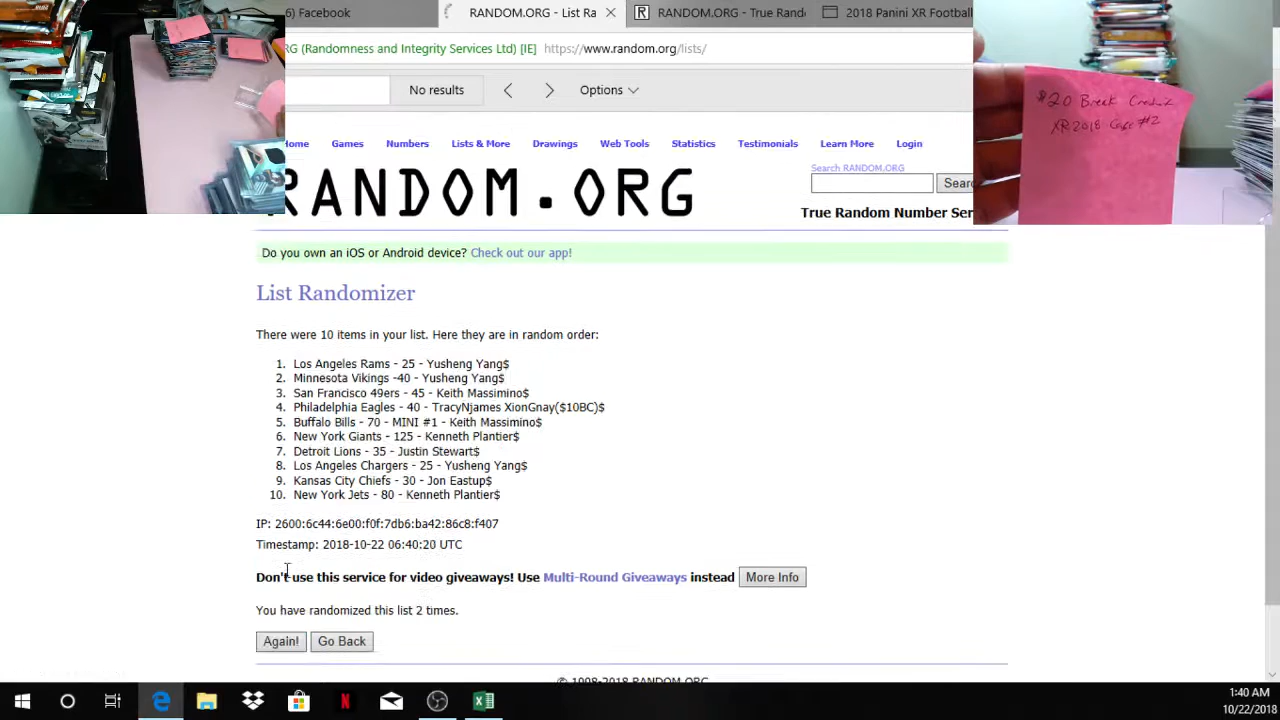 6) Facebook
RANDOM.ORG - List Ra
RANDOM.ORG -
2018 Panini XR Football
RG (Randomness and Integrity Services Ltd) [IE] https://www.random.org/lists/
No results
Options
$20 Break
XR 2018 Case #2
Home Games Numbers Lists & More Drawings Web Tools Statistics Testimonials Learn More Login
Search RANDOM.ORG
RANDOM.ORG
True Random Number Ser
Do you own an iOS or Android device? Check out our app!
List Randomizer
There were 10 items in your list. Here they are in random order:
1. Los Angeles Rams - 25 - Yusheng Yang$
2. Minnesota Vikings -40 - Yusheng Yang$
3. San Francisco 49ers - 45 - Keith Massimino$
4. Philadelphia Eagles - 40 - TracyNjames XionGnay($10BC)$
5. Buffalo Bills - 70 - MINI #1 - Keith Massimino$
6. New York Giants - 125 - Kenneth Plantier$
7. Detroit Lions - 35 - Justin Stewart$
8. Los Angeles Chargers - 25 - Yusheng Yang$
9. Kansas City Chiefs - 30 - Jon Eastup$
10. New York Jets - 80 - Kenneth Plantier$
IP: 2600:6c44:6e00:f0f:7db6:ba42:86c8:f407
Timestamp: 2018-10-22 06:40:20 UTC
Don't use this service for video giveaways! Use Multi-Round Giveaways instead More Info
You have randomized this list 2 times.
Again! Go Back
© 1998-2018 RANDOM.ORG
1:40 AM
10/22/2018